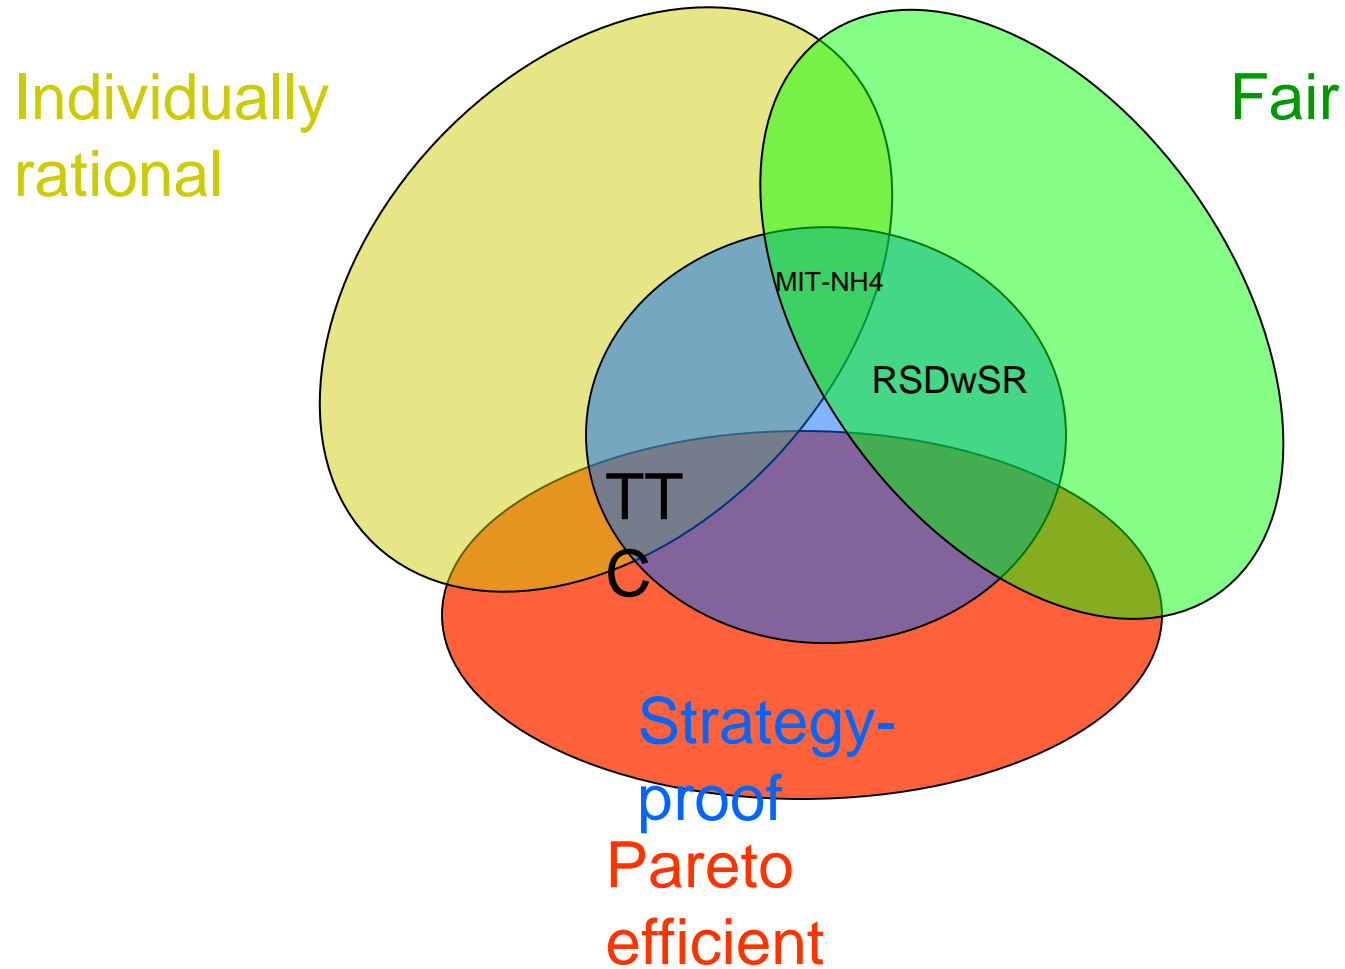 Individually
rational
Fair
MIT-NH4
RSDwSR
TT
C
Strategy-
proof
Pareto
efficient